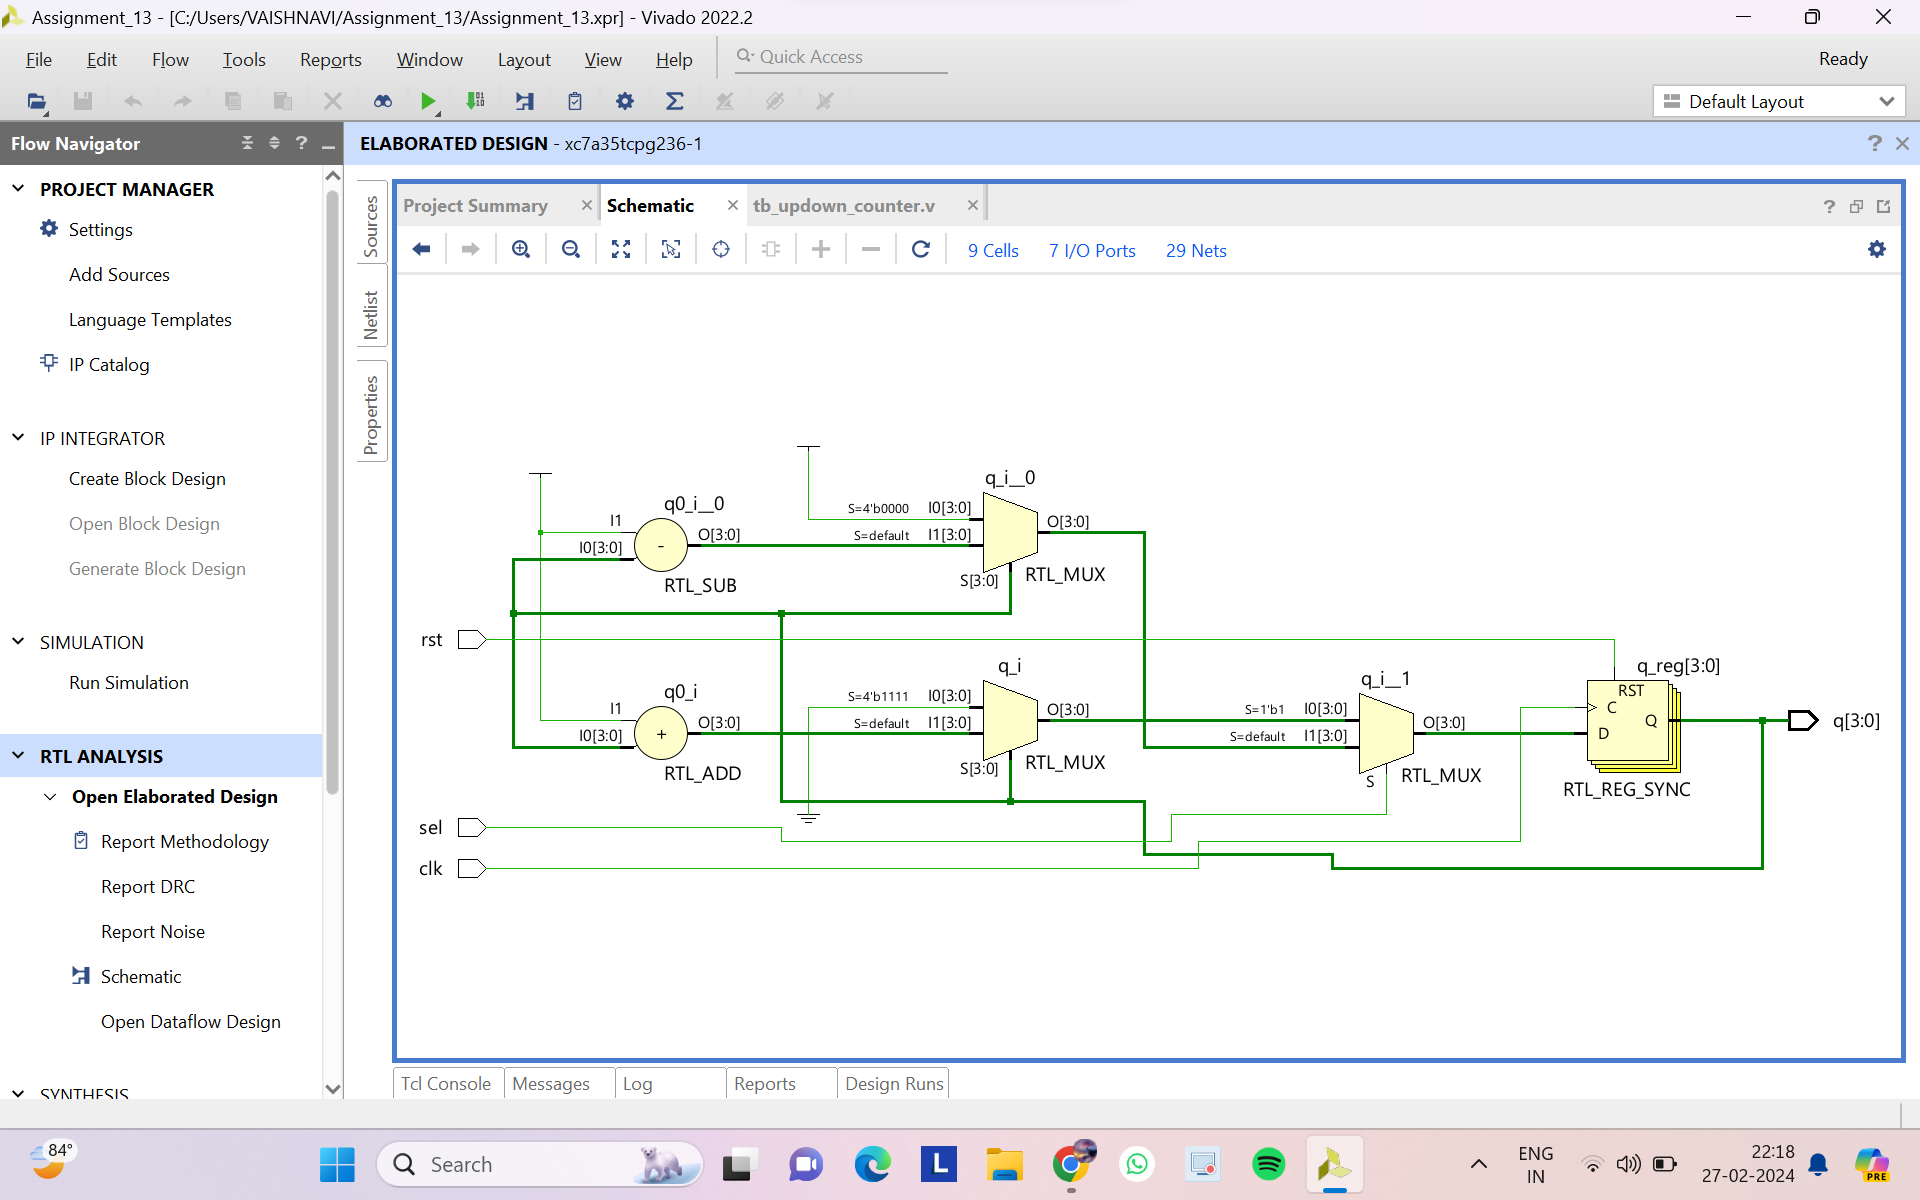 Assignment_13 - [C:/Users/VAISHNAVI/Assignment_13/Assignment_13.xpr] - Vivado 2022.2
File Edit Flow Tools Reports Window Layout View Help Quick Access
Ready
Default Layout
Flow Navigator
ELABORATED DESIGN - xc7a35tcpg236-1
PROJECT MANAGER
Settings
Add Sources
Language Templates
IP Catalog
IP INTEGRATOR
Create Block Design
Open Block Design
Generate Block Design
SIMULATION
Run Simulation
RTL ANALYSIS
Open Elaborated Design
Report Methodology
Report DRC
Report Noise
Schematic
Open Dataflow Design
SYNTHESIS
Sources
Netlist
Properties
Project Summary Schematic tb_updown_counter.v
9 Cells 7 I/O Ports 29 Nets
q_i__0
q0_i__0
S=4'b0000 I0[3:0]
I1 O[3:0]
I0[3:0] O[3:0] S=default I1[3:0]
-
RTL_SUB S[3:0] RTL_MUX
rst
q_i q_reg[3:0]
q0_i q_i__1
RST
S=4'b1111 I0[3:0]
I1 O[3:0] S=1'b1 I0[3:0] C
I0[3:0] O[3:0] S=default I1[3:0] O[3:0] Q q[3:0]
+ S=default I1[3:0] D
RTL_ADD S[3:0] RTL_MUX S RTL_MUX
RTL_REG_SYNC
sel
clk
Tcl Console Messages Log Reports Design Runs
84°
Search
L
ENG
IN
22:18
27-02-2024
PRE